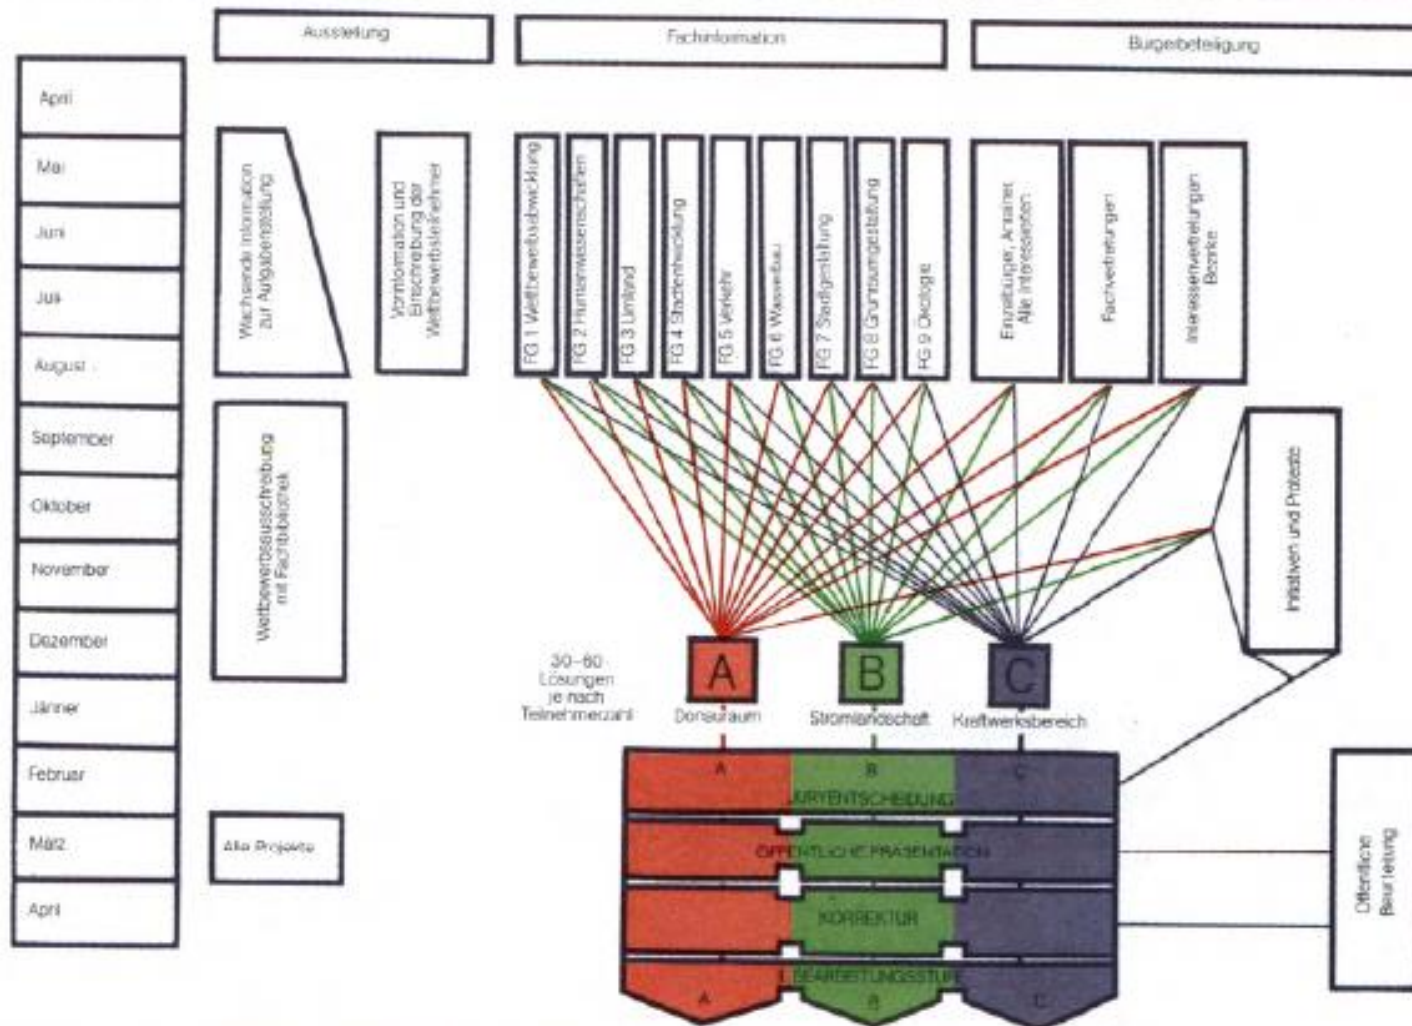 Ausstellung
Fachinformation
Bürgerbeteiligung
April
Mai
Juni
Juli
August
September
Oktober
November
Dezember
Jänner
Februar
März
April
Wachsende Information
zur Aufgabenstellung
Vorinformation und
Einschreibung der
Wettbewerbsteilnehmer
FG 1 Wettbewerbsabwicklung
FG 2 Humanwissenschaften
FG 3 Umland
FG 4 Stadtentwicklung
FG 5 Verkehr
FG 6 Wasserbau
FG 7 Stadtgestaltung
FG 8 Grünraumgestaltung
FG 9 Ökologie
Einzelbürger, Anrainer,
Alle Interessierten
Fachvertretungen
Interessenvertretungen
Bezirke
Wettbewerbsausschreibung
mit Fachbibliothek
Initiativen und Proteste
30–60
Lösungen
je nach
Teilnehmerzahl
A
B
C
Donauraum
Stromlandschaft
Kraftwerksbereich
A
B
C
JURYENTSCHEIDUNG
Alle Projekte
ÖFFENTLICHE PRÄSENTATION
KORREKTUR
BEARBEITUNGSSTUFE
A
B
C
Öffentliche
Beurteilung